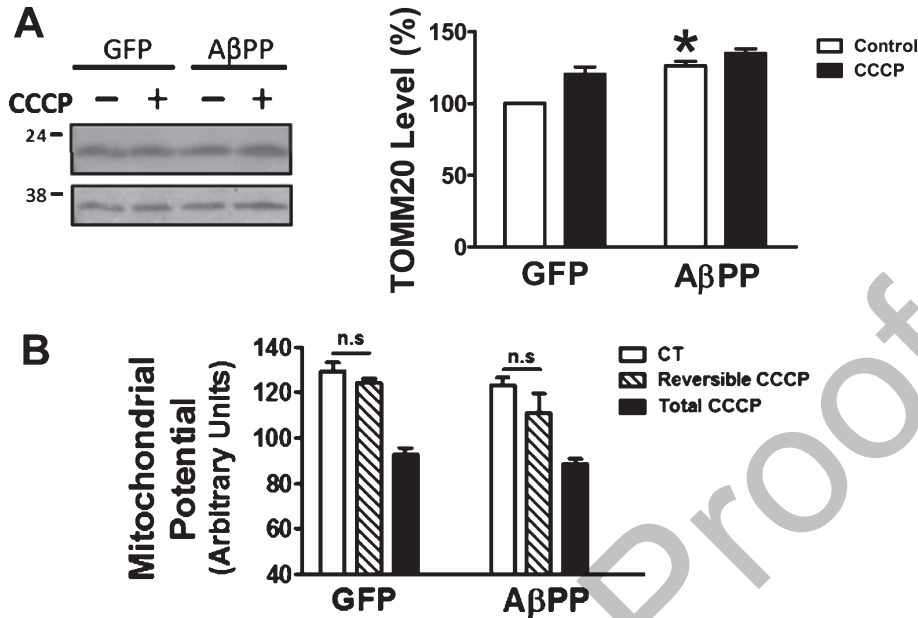 A
GFP AβPP
CCCP − + − +
24
38
TOMM20 Level (%)
150
100
50
0
GFP AβPP
*
Control
CCCP
B
Mitochondrial
Potential
(Arbitrary Units)
140
120
100
80
60
40
n.s
n.s
GFP AβPP
CT
Reversible CCCP
Total CCCP
Proof